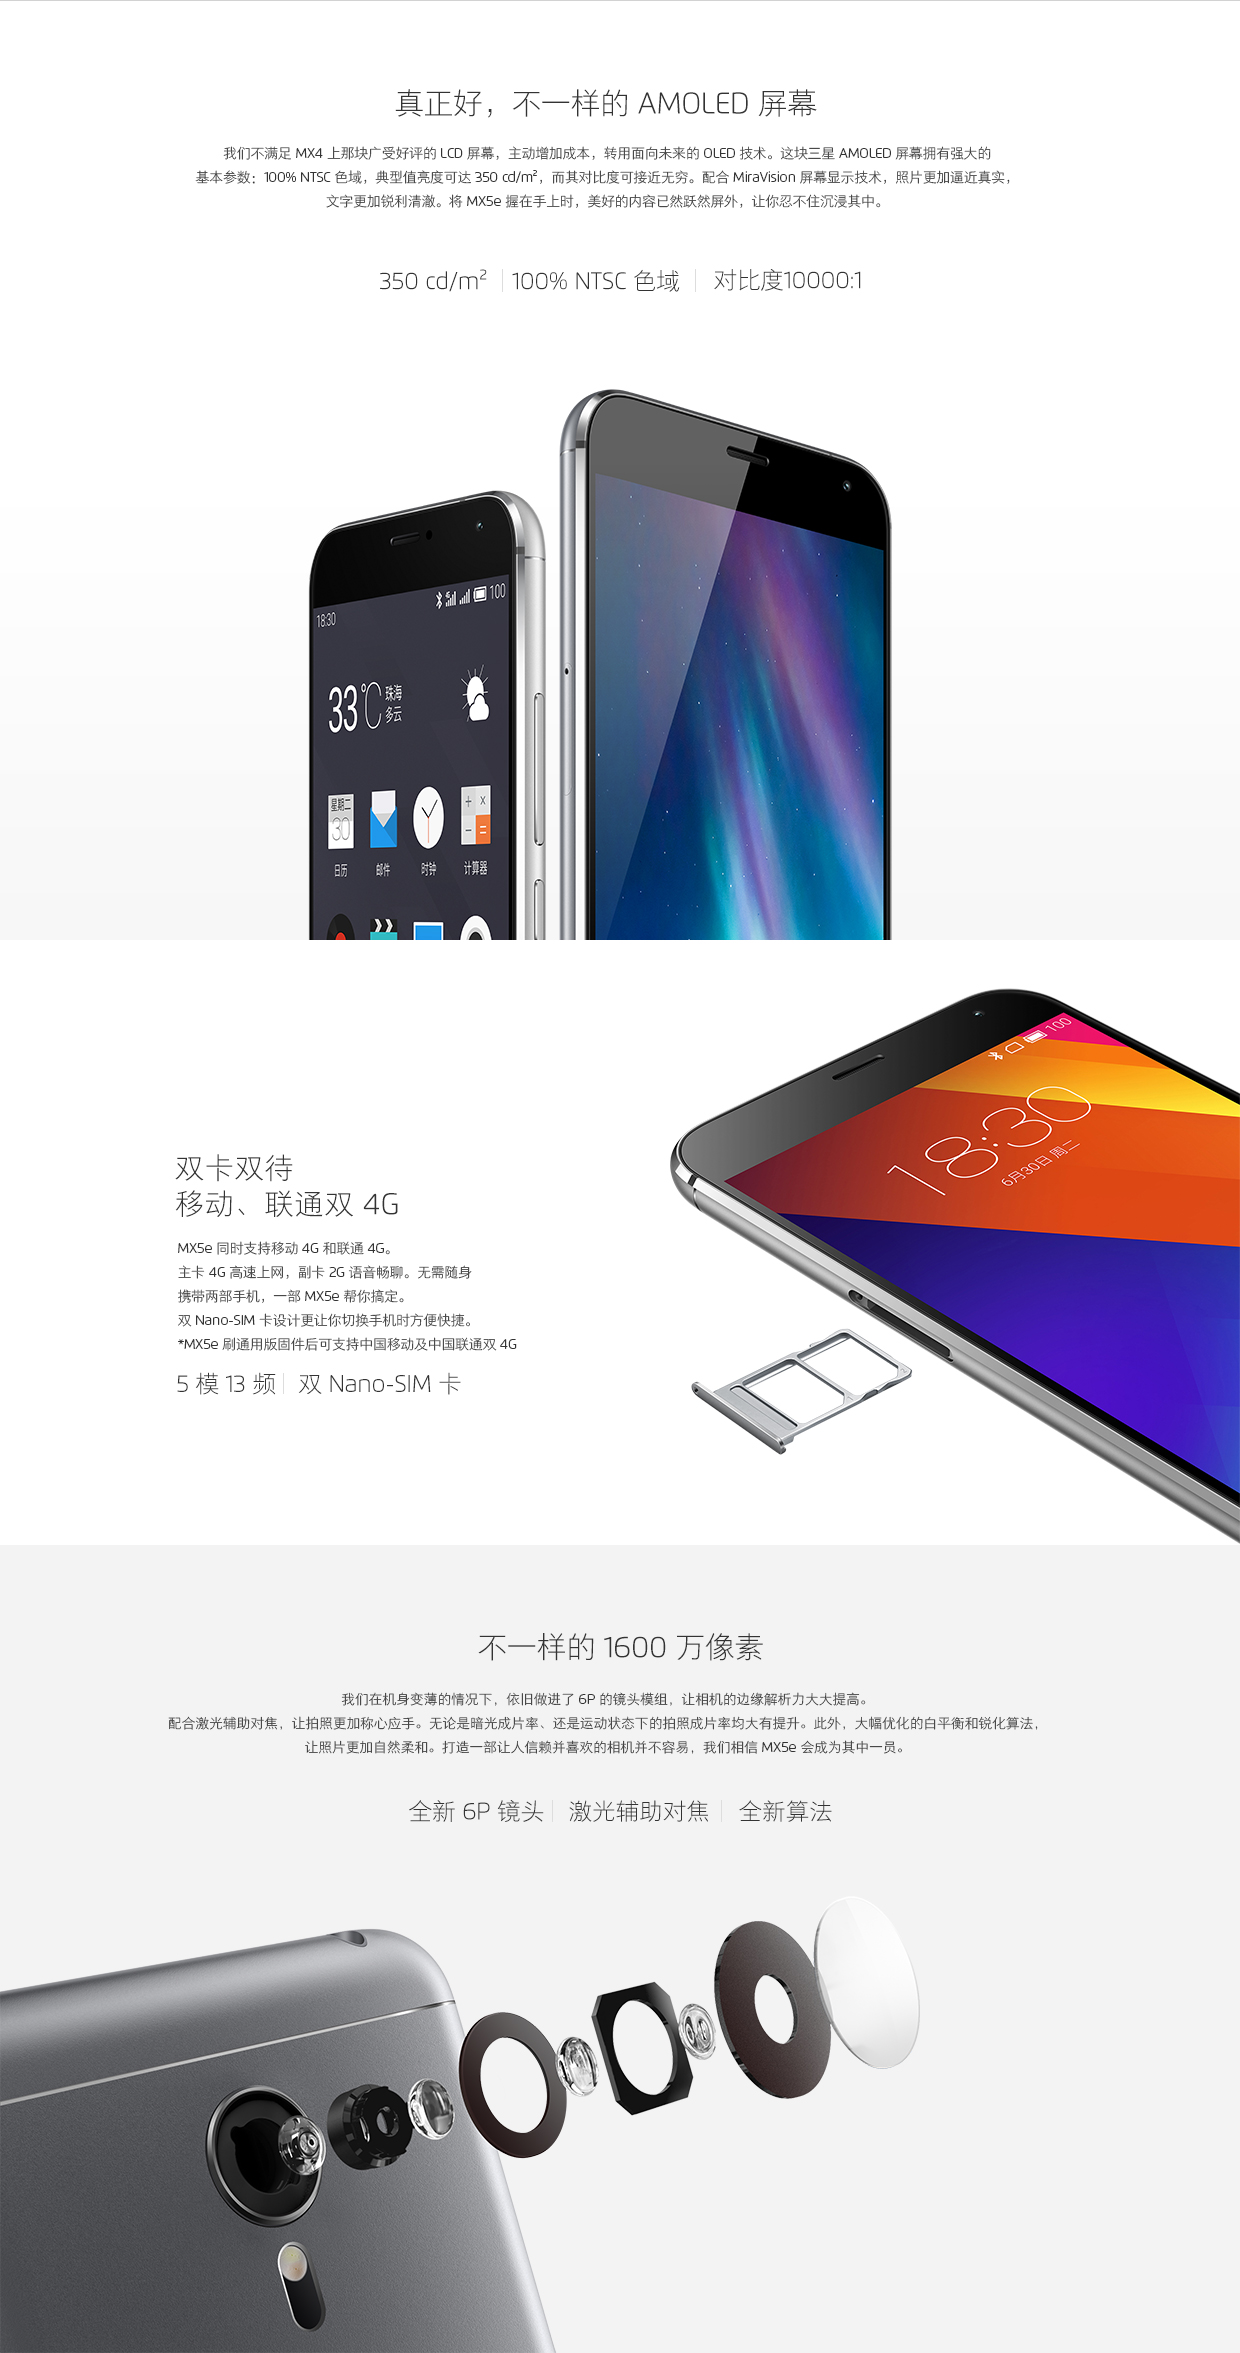 真正好，不一样的 AMOLED 屏幕
我们不满足 MX4 上那块广受好评的 LCD 屏幕，主动增加成本，转用面向未来的 OLED 技术。这块三星 AMOLED 屏幕拥有强大的
基本参数：100% NTSC 色域，典型值亮度可达 350 cd/m²，而其对比度可接近无穷。配合 MiraVision 屏幕显示技术，照片更加逼近真实，
文字更加锐利清澈。将 MX5e 握在手上时，美好的内容已然跃然屏外，让你忍不住沉浸其中。
350 cd/m² 100% NTSC 色域 对比度10000:1
18:30 4G 100
33℃ 珠海
多云
星期二
30
日历 邮件 时钟 计算器
100
18:30
6月30日 周二
双卡双待
移动、联通双 4G
MX5e 同时支持移动 4G 和联通 4G。
主卡 4G 高速上网，副卡 2G 语音畅聊。无需随身
携带两部手机，一部 MX5e 帮你搞定。
双 Nano-SIM 卡设计更让你切换手机时方便快捷。
*MX5e 刷通用版固件后可支持中国移动及中国联通双 4G
5 模 13 频 双 Nano-SIM 卡
不一样的 1600 万像素
我们在机身变薄的情况下，依旧做进了 6P 的镜头模组，让相机的边缘解析力大大提高。
配合激光辅助对焦，让拍照更加称心应手。无论是暗光成片率、还是运动状态下的拍照成片率均大有提升。此外，大幅优化的白平衡和锐化算法，
让照片更加自然柔和。打造一部让人信赖并喜欢的相机并不容易，我们相信 MX5e 会成为其中一员。
全新 6P 镜头 激光辅助对焦 全新算法